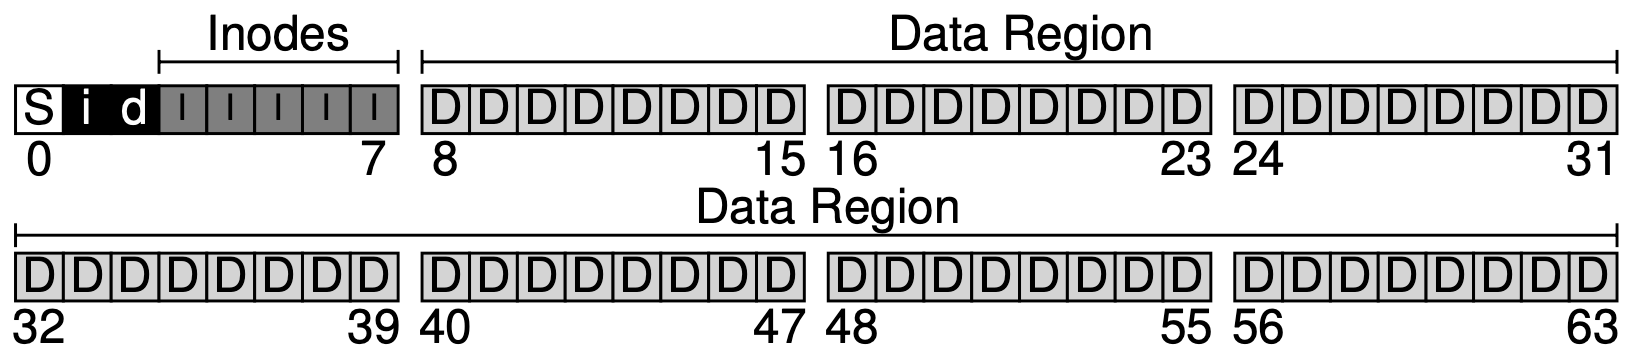 Inodes Data Region
S i d I I I I I D D D D D D D D D D D D D D D D D D D D D D D D
0 7 8 15 16 23 24 31
Data Region
D D D D D D D D D D D D D D D D D D D D D D D D D D D D D D D D
32 39 40 47 48 55 56 63